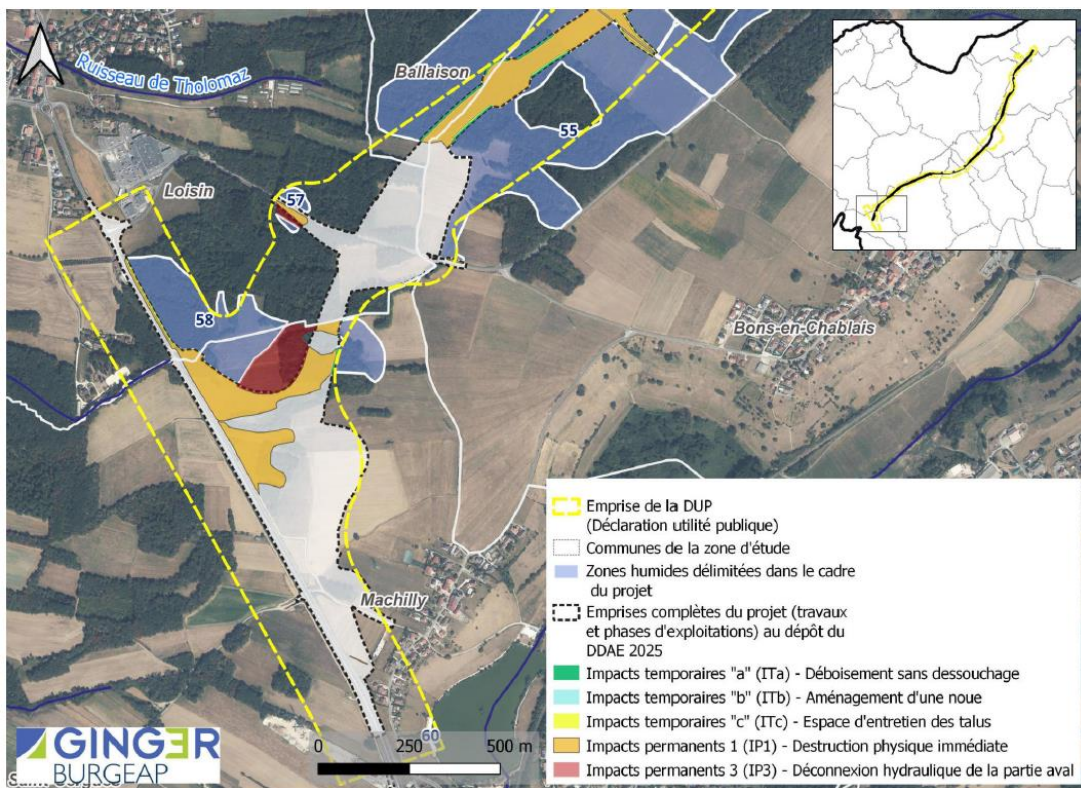 Ruisseau de Tholomaz
Ballaison
55
Loisin
57
58
Bons-en-Chablais
Machilly
60
Emprise de la DUP
(Déclaration utilité publique)
Communes de la zone d'étude
Zones humides délimitées dans le cadre
du projet
Emprises complètes du projet (travaux
et phases d'exploitations) au dépôt du
DDAE 2025
Impacts temporaires "a" (ITa) - Déboisement sans dessouchage
Impacts temporaires "b" (ITb) - Aménagement d'une noue
Impacts temporaires "c" (ITc) - Espace d'entretien des talus
Impacts permanents 1 (IP1) - Destruction physique immédiate
Impacts permanents 3 (IP3) - Déconnexion hydraulique de la partie aval
0 250 500 m
GINGER
BURGEAP